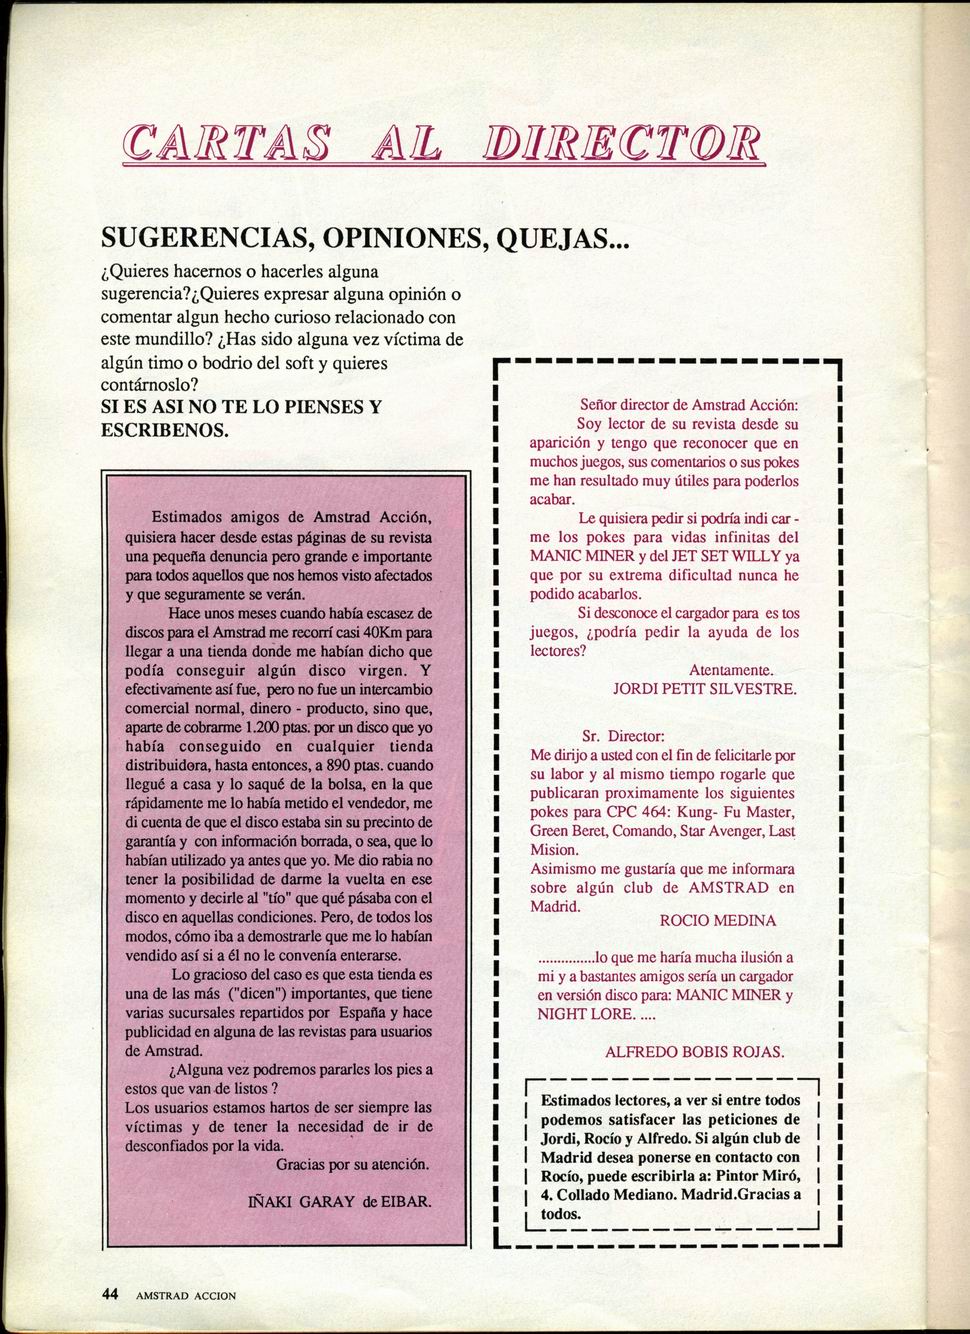 CARTAS AL DIRECTOR
SUGERENCIAS, OPINIONES, QUEJAS...
¿Quieres hacernos o hacerles alguna
sugerencia?¿Quieres expresar alguna opinión o
comentar algun hecho curioso relacionado con
este mundillo? ¿Has sido alguna vez víctima de
algún timo o bodrio del soft y quieres
contárnoslo?
SI ES ASI NO TE LO PIENSES Y
ESCRIBENOS.
Estimados amigos de Amstrad Acción,
quisiera hacer desde estas páginas de su revista
una pequeña denuncia pero grande e importante
para todos aquellos que nos hemos visto afectados
y que seguramente se verán.
Hace unos meses cuando había escasez de
discos para el Amstrad me recorrí casi 40Km para
llegar a una tienda donde me habían dicho que
podía conseguir algún disco virgen. Y
efectivamente así fue, pero no fue un intercambio
comercial normal, dinero - producto, sino que,
aparte de cobrarme 1.200 ptas. por un disco que yo
había conseguido en cualquier tienda
distribuidora, hasta entonces, a 890 ptas. cuando
llegué a casa y lo saqué de la bolsa, en la que
rápidamente me lo había metido el vendedor, me
di cuenta de que el disco estaba sin su precinto de
garantía y con información borrada, o sea, que lo
habían utilizado ya antes que yo. Me dio rabia no
tener la posibilidad de darme la vuelta en ese
momento y decirle al "tío" que qué pásaba con el
disco en aquellas condiciones. Pero, de todos los
modos, cómo iba a demostrarle que me lo habían
vendido así si a él no le convenía enterarse.
Lo gracioso del caso es que esta tienda es
una de las más ("dicen") importantes, que tiene
varias sucursales repartidos por España y hace
publicidad en alguna de las revistas para usuarios
de Amstrad.
¿Alguna vez podremos pararles los pies a
estos que van de listos ?
Los usuarios estamos hartos de ser siempre las
víctimas y de tener la necesidad de ir de
desconfiados por la vida.
Gracias por su atención.
IÑAKI GARAY de EIBAR.
Señor director de Amstrad Acción:
Soy lector de su revista desde su
aparición y tengo que reconocer que en
muchos juegos, sus comentarios o sus pokes
me han resultado muy útiles para poderlos
acabar.
Le quisiera pedir si podría indi car -
me los pokes para vidas infinitas del
MANIC MINER y del JET SET WILLY ya
que por su extrema dificultad nunca he
podido acabarlos.
Si desconoce el cargador para es tos
juegos, ¿podría pedir la ayuda de los
lectores?
Atentamente.
JORDI PETIT SILVESTRE.
Sr. Director:
Me dirijo a usted con el fin de felicitarle por
su labor y al mismo tiempo rogarle que
publicaran proximamente los siguientes
pokes para CPC 464: Kung- Fu Master,
Green Beret, Comando, Star Avenger, Last
Mision.
Asimismo me gustaría que me informara
sobre algún club de AMSTRAD en
Madrid.
ROCIO MEDINA
...............lo que me haría mucha ilusión a
mi y a bastantes amigos sería un cargador
en versión disco para: MANIC MINER y
NIGHT LORE. ....
ALFREDO BOBIS ROJAS.
Estimados lectores, a ver si entre todos
podemos satisfacer las peticiones de
Jordi, Rocío y Alfredo. Si algún club de
Madrid desea ponerse en contacto con
Rocío, puede escribirla a: Pintor Miró,
4. Collado Mediano. Madrid.Gracias a
todos.
44 AMSTRAD ACCION